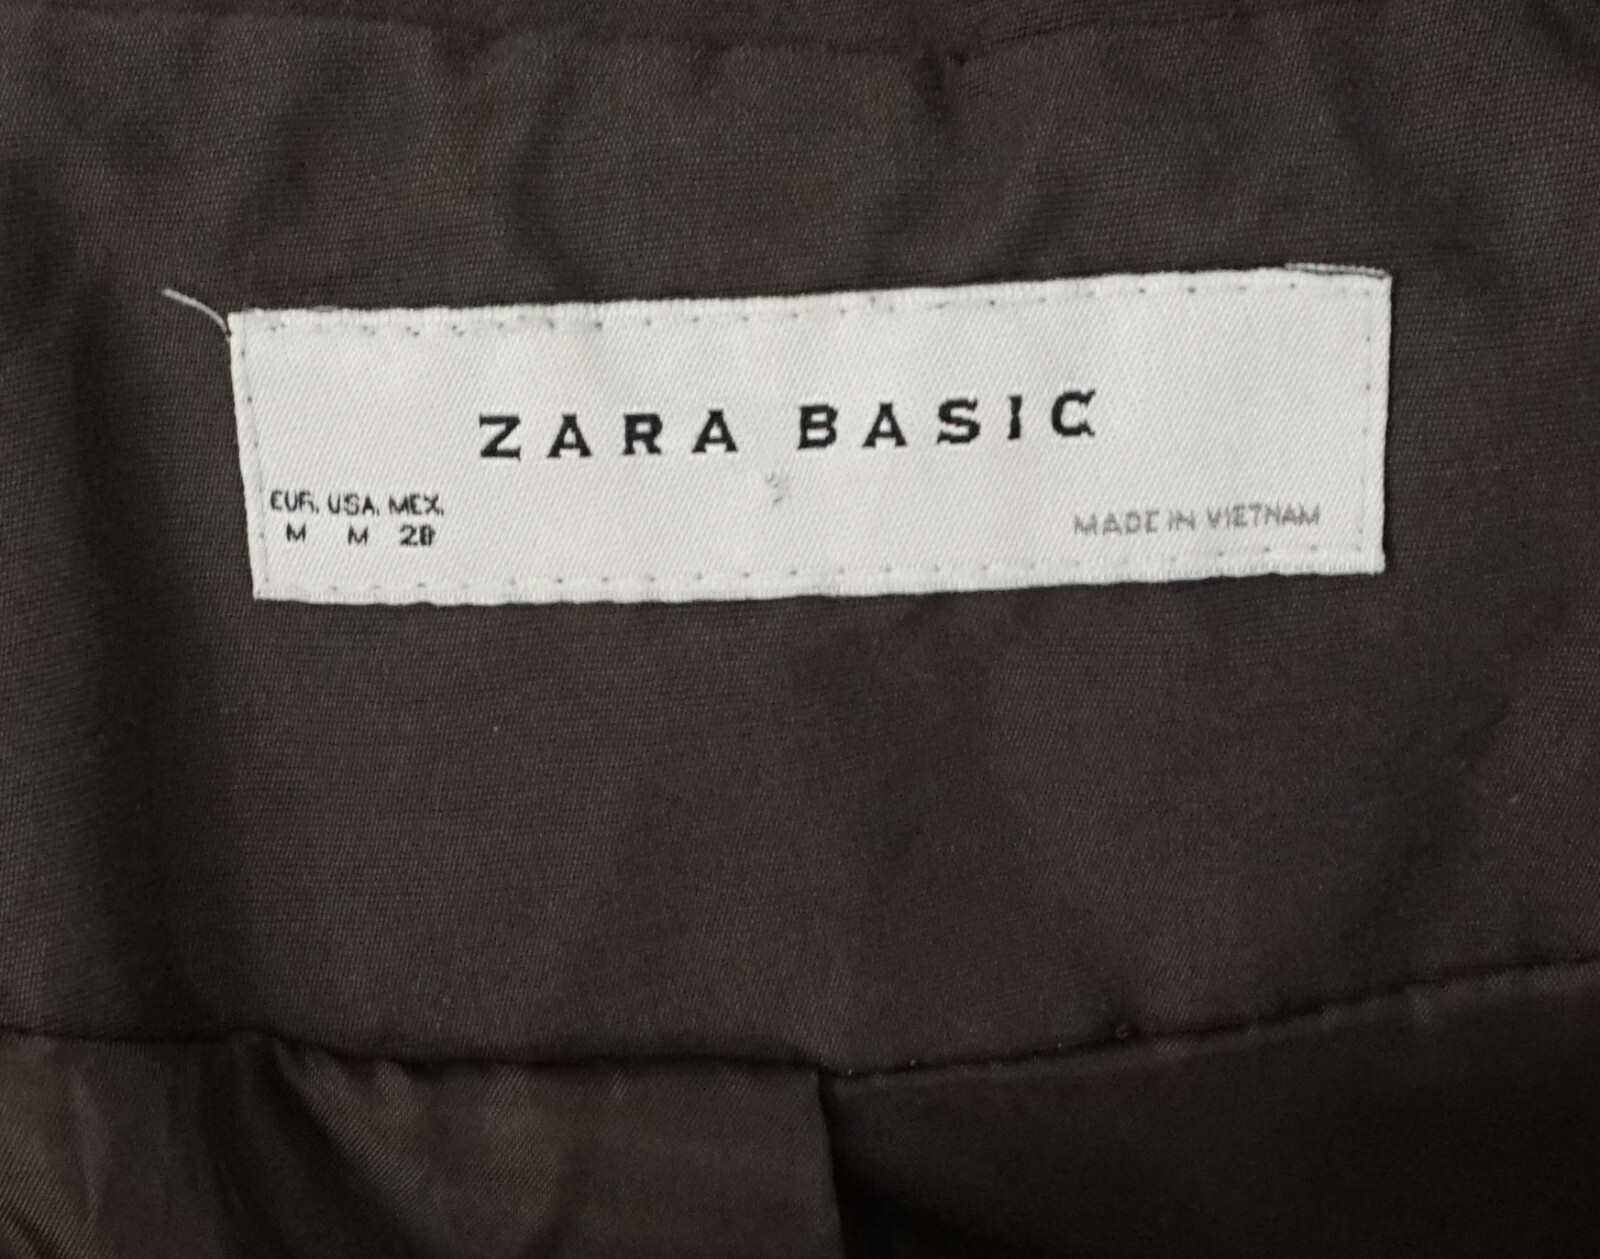 ZARA BASIC
EUR. USA. MEX.
M M 28
MADE IN VIETNAM